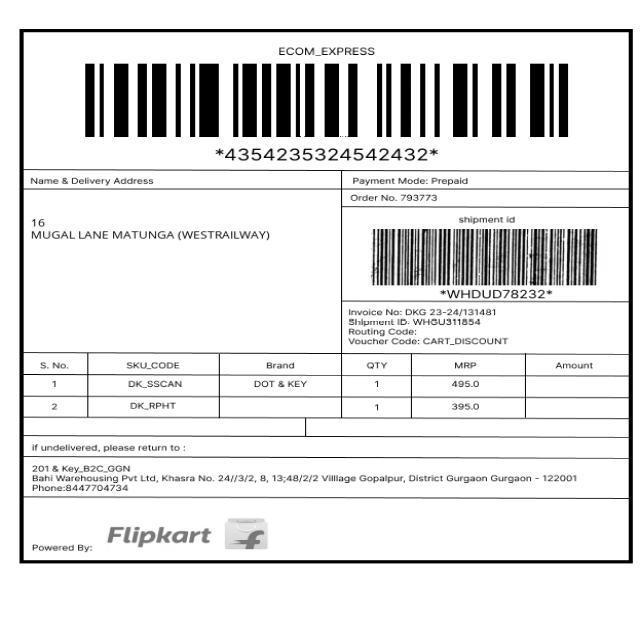 ECOM_EXPRESS
*4354235324542432*
Name & Delivery Address
Payment Mode: Prepaid
Order No. 793773
16
MUGAL LANE MATUNGA (WESTRAILWAY)
shipment id
*WHDUD78232*
Invoice No: DKG 23-24/131481
Shipment ID: WHGU311854
Routing Code:
Voucher Code: CART_DISCOUNT
S. No. SKU_CODE Brand QTY MRP Amount
1 DK_SSCAN DOT & KEY 1 495.0
2 DK_RPHT 1 395.0
if undelivered, please return to :
201 & Key_B2C_GGN
Bahi Warehousing Pvt Ltd, Khasra No. 24//3/2, 8, 13;48/2/2 Villlage Gopalpur, District Gurgaon Gurgaon - 122001
Phone:8447704734
Powered By: Flipkart